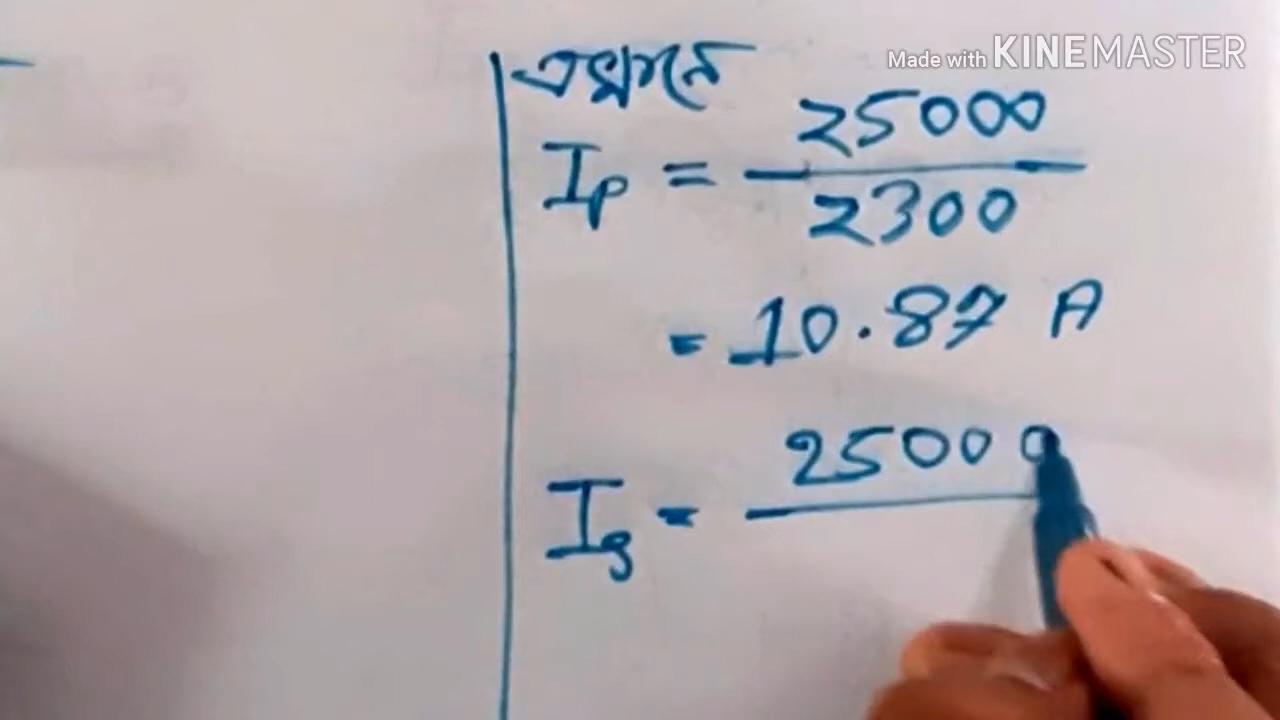 Made with KINEMASTER
এখানে
Ip = 25000 / 2300
= 10.87 A
Is = 25000